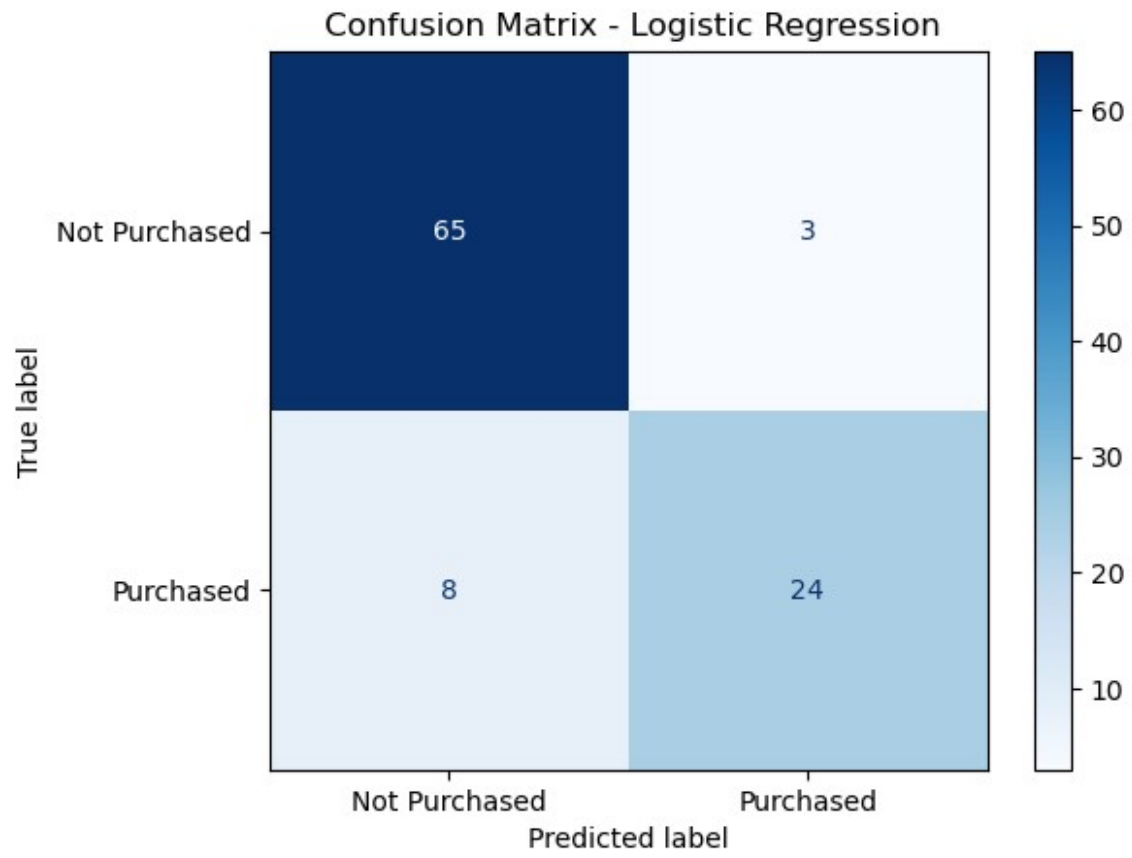 Confusion Matrix - Logistic Regression
Not Purchased
65
3
60
50
40
30
20
10
True label
Purchased
8
24
Not Purchased
Purchased
Predicted label